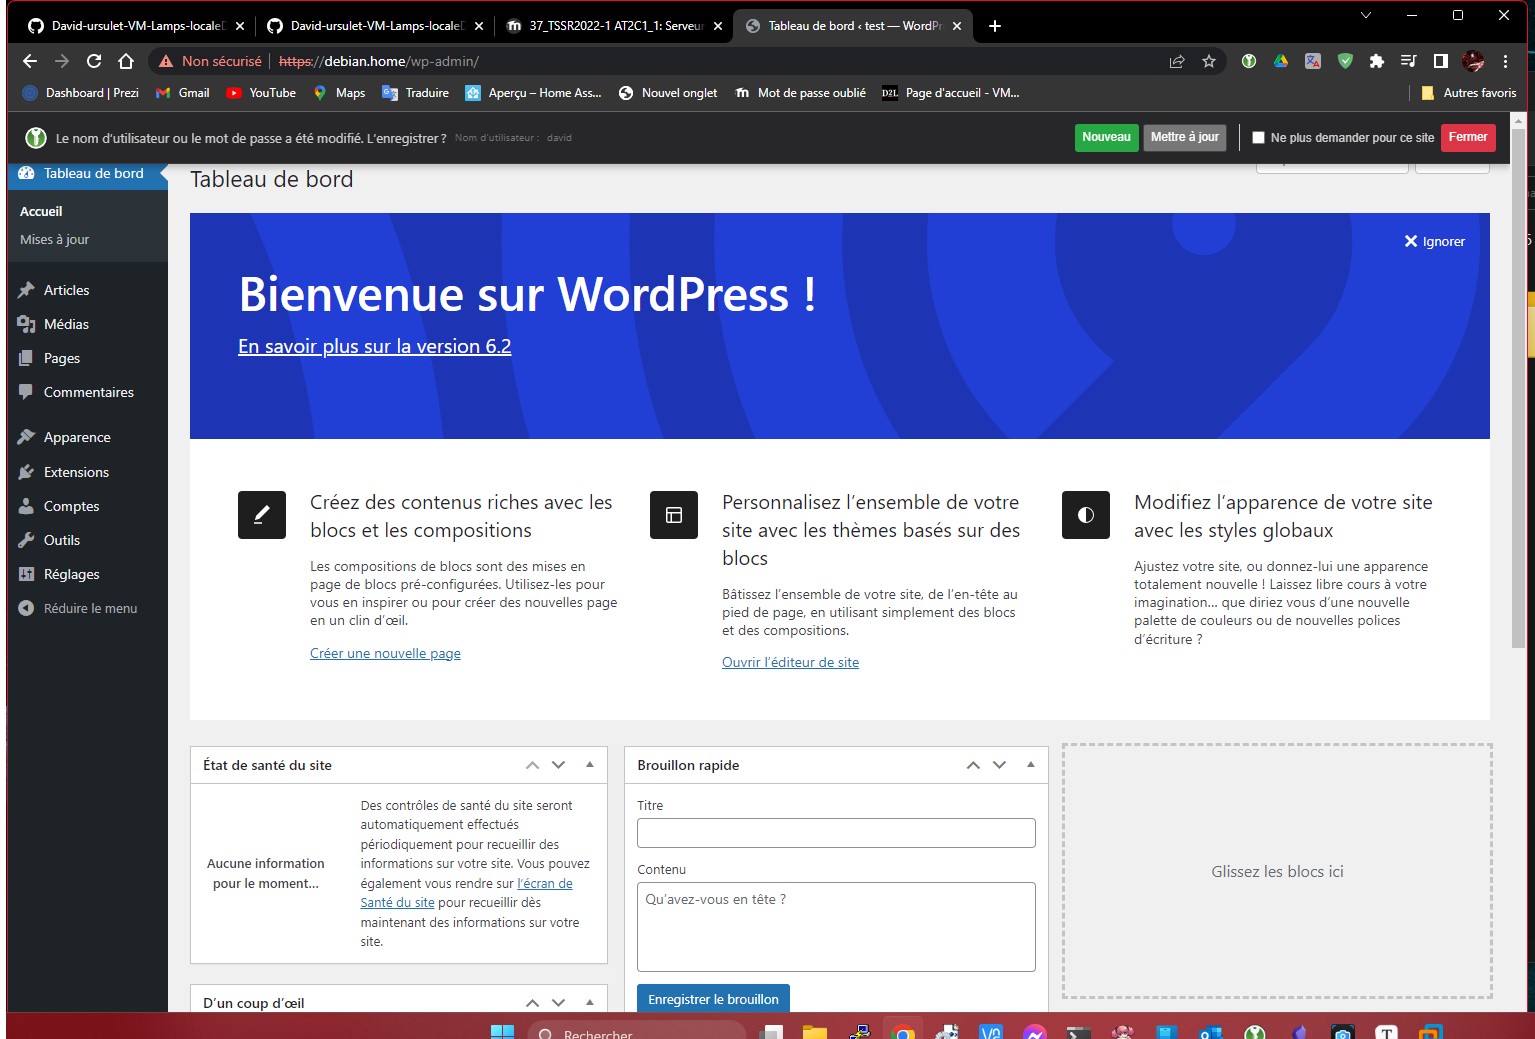 David-ursulet-VM-Lamps-localeD
David-ursulet-VM-Lamps-localeD
37_TSSR2022-1 AT2C1_1: Serveur
Tableau de bord ‹ test — WordPr
Non sécurisé
https://debian.home/wp-admin/
Dashboard | Prezi
Gmail
YouTube
Maps
Traduire
Aperçu – Home Ass...
Nouvel onglet
Mot de passe oublié
Page d'accueil - VM...
Autres favoris
Le nom d'utilisateur ou le mot de passe a été modifié. L'enregistrer ?
Nom d'utilisateur : david
Nouveau
Mettre à jour
Ne plus demander pour ce site
Fermer
Tableau de bord
Accueil
Mises à jour
Articles
Médias
Pages
Commentaires
Apparence
Extensions
Comptes
Outils
Réglages
Réduire le menu
Tableau de bord
Ignorer
Bienvenue sur WordPress !
En savoir plus sur la version 6.2
Créez des contenus riches avec les
blocs et les compositions
Les compositions de blocs sont des mises en
page de blocs pré-configurées. Utilisez-les pour
vous en inspirer ou pour créer des nouvelles page
en un clin d’œil.
Créer une nouvelle page
Personnalisez l’ensemble de votre
site avec les thèmes basés sur des
blocs
Bâtissez l’ensemble de votre site, de l’en-tête au
pied de page, en utilisant simplement des blocs
et des compositions.
Ouvrir l’éditeur de site
Modifiez l’apparence de votre site
avec les styles globaux
Ajustez votre site, ou donnez-lui une apparence
totalement nouvelle ! Laissez libre cours à votre
imagination… que diriez vous d’une nouvelle
palette de couleurs ou de nouvelles polices
d’écriture ?
État de santé du site
Aucune information
pour le moment…
Des contrôles de santé du site seront
automatiquement effectués
périodiquement pour recueillir des
informations sur votre site. Vous pouvez
également vous rendre sur l’écran de
Santé du site pour recueillir dès
maintenant des informations sur votre
site.
D’un coup d’œil
Brouillon rapide
Titre
Contenu
Qu’avez-vous en tête ?
Enregistrer le brouillon
Glissez les blocs ici
Rechercher